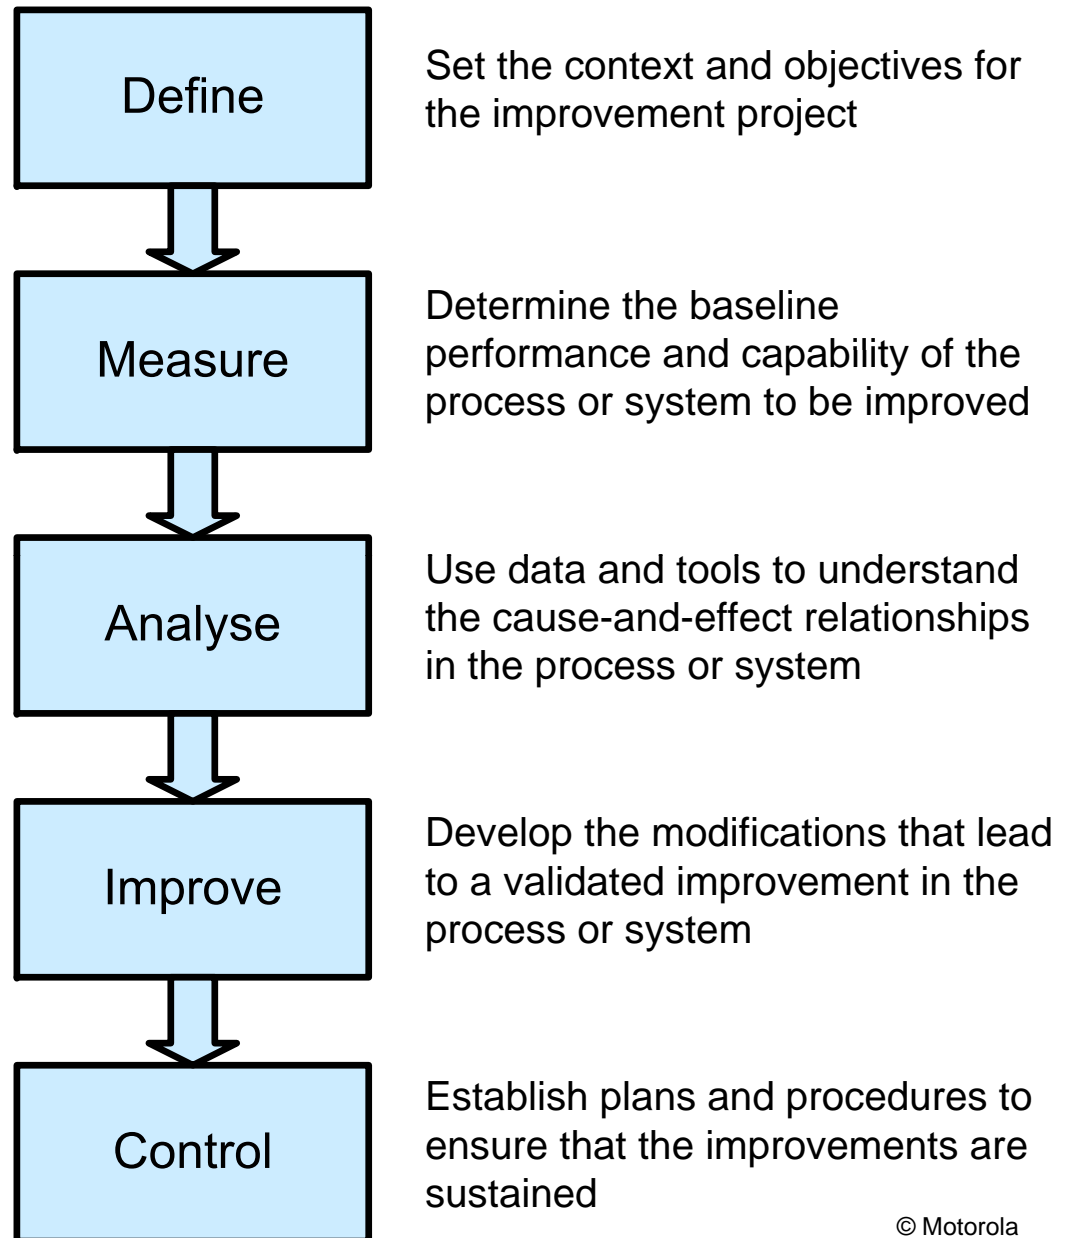 Define
Set the context and objectives for
the improvement project
Measure
Determine the baseline
performance and capability of the
process or system to be improved
Analyse
Use data and tools to understand
the cause-and-effect relationships
in the process or system
Improve
Develop the modifications that lead
to a validated improvement in the
process or system
Control
Establish plans and procedures to
ensure that the improvements are
sustained
© Motorola